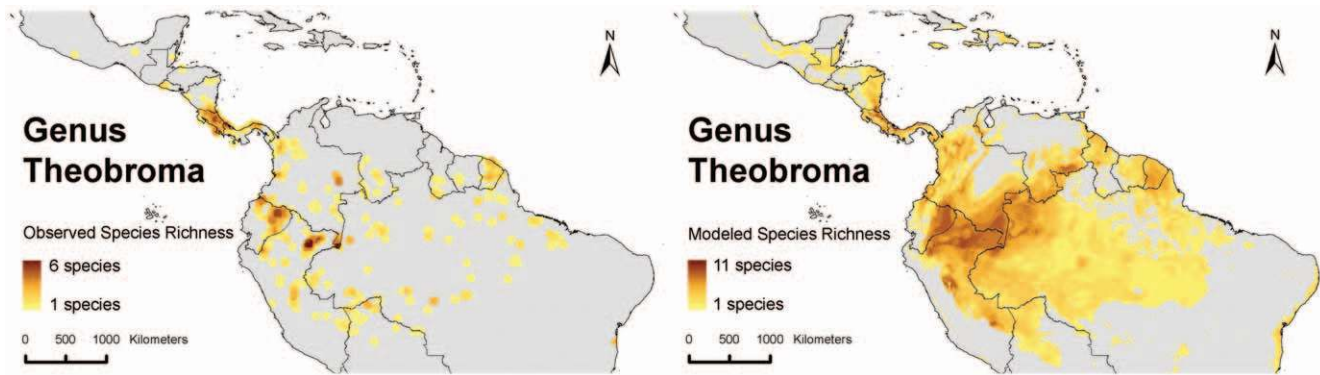 N
Genus
Theobroma
Observed Species Richness
6 species
1 species
0 500 1000 Kilometers
N
Genus
Theobroma
Modeled Species Richness
11 species
1 species
0 500 1000 Kilometers